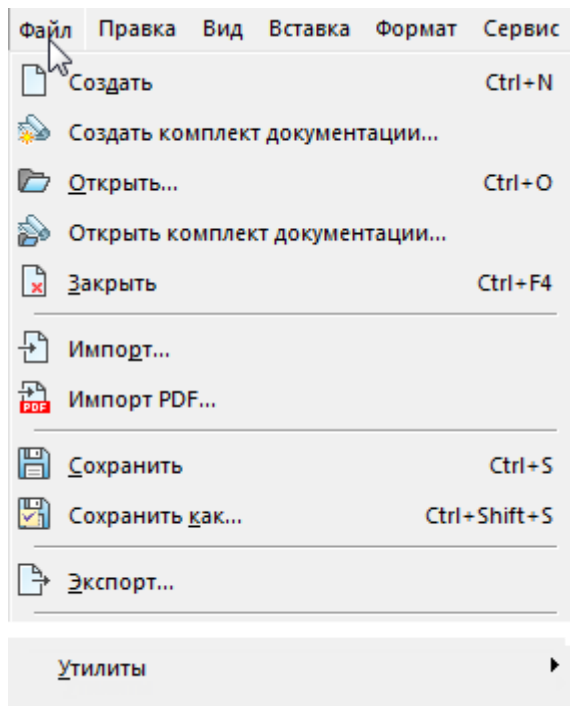 Файл Правка Вид Вставка Формат Сервис
Создать Ctrl+N
Создать комплект документации...
Открыть... Ctrl+O
Открыть комплект документации...
Закрыть Ctrl+F4
Импорт...
PDF Импорт PDF...
Сохранить Ctrl+S
Сохранить как... Ctrl+Shift+S
Экспорт...
Утилиты